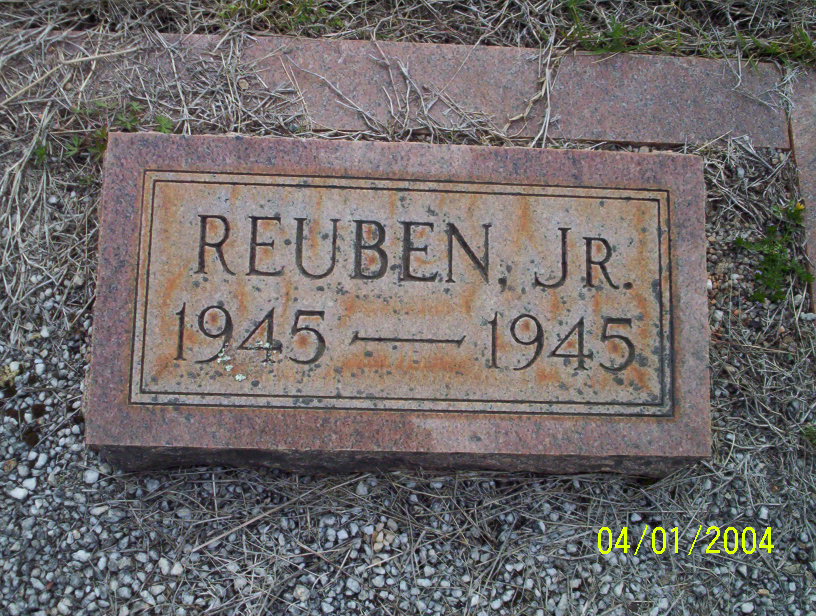 REUBEN, JR.
1945 — 1945
04/01/2004